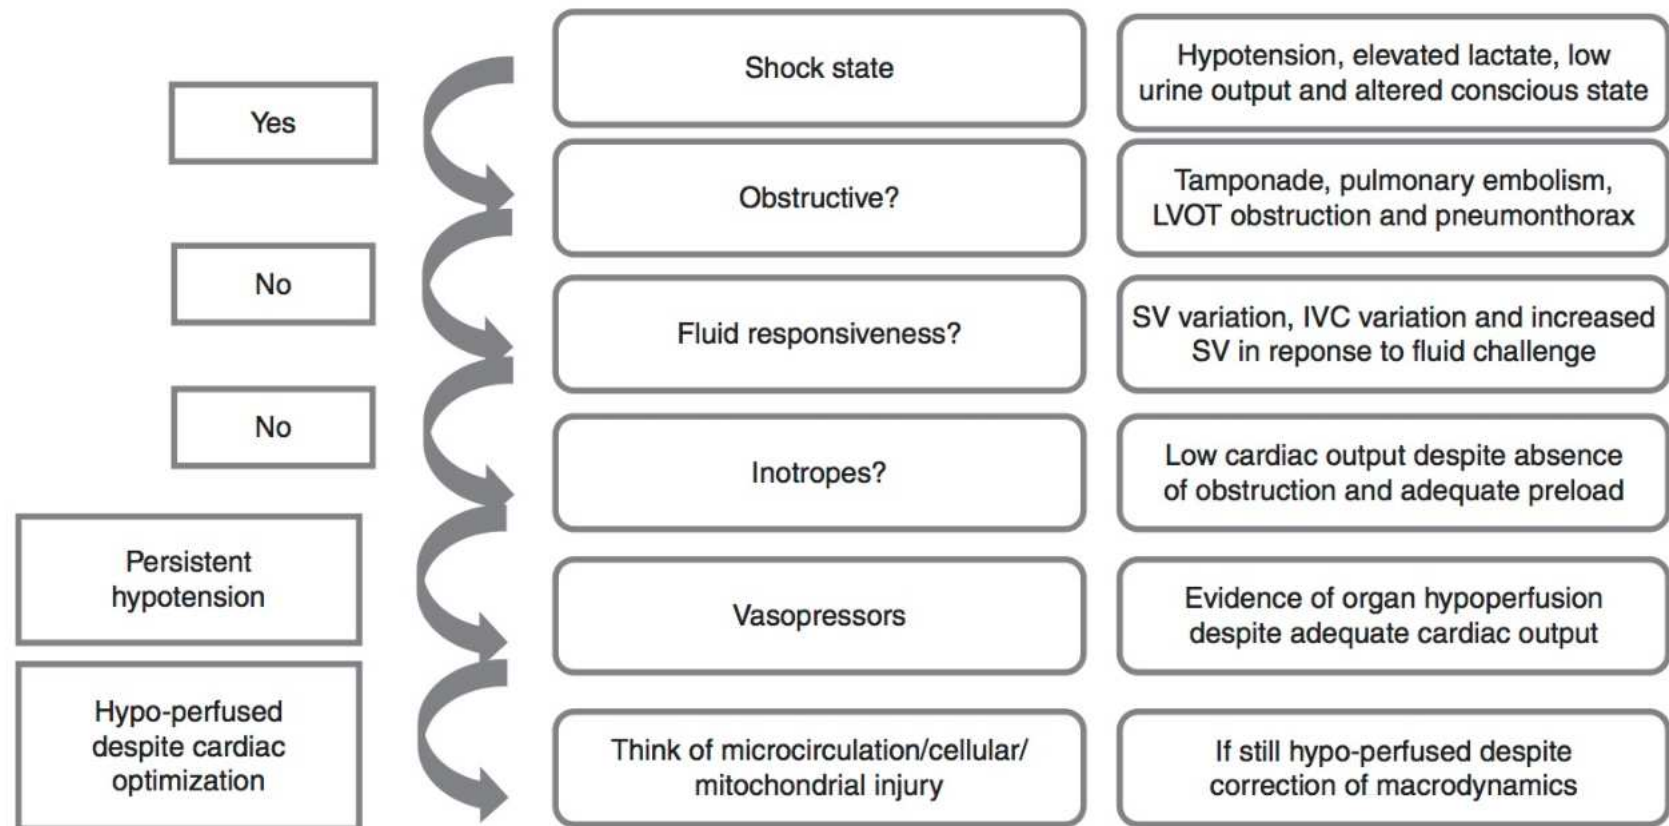 Shock state
Hypotension, elevated lactate, low
urine output and altered conscious state
Yes
Obstructive?
Tamponade, pulmonary embolism,
LVOT obstruction and pneumonthorax
No
Fluid responsiveness?
SV variation, IVC variation and increased
SV in reponse to fluid challenge
No
Inotropes?
Low cardiac output despite absence
of obstruction and adequate preload
Persistent
hypotension
Vasopressors
Evidence of organ hypoperfusion
despite adequate cardiac output
Hypo-perfused
despite cardiac
optimization
Think of microcirculation/cellular/
mitochondrial injury
If still hypo-perfused despite
correction of macrodynamics